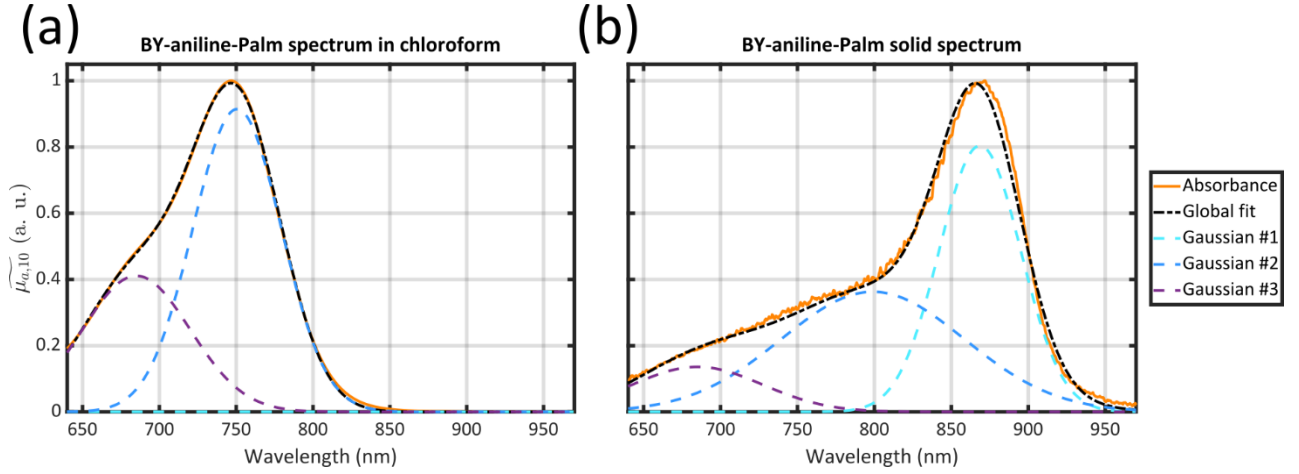 (a)
BY-aniline-Palm spectrum in chloroform
1
0.8
0.6
0.4
0.2
0
650 700 750 800 850 900 950
Wavelength (nm)
$\widetilde{\mu_{a,10}}$ (a. u.)
(b)
BY-aniline-Palm solid spectrum
650 700 750 800 850 900 950
Wavelength (nm)
Absorbance
Global fit
Gaussian #1
Gaussian #2
Gaussian #3